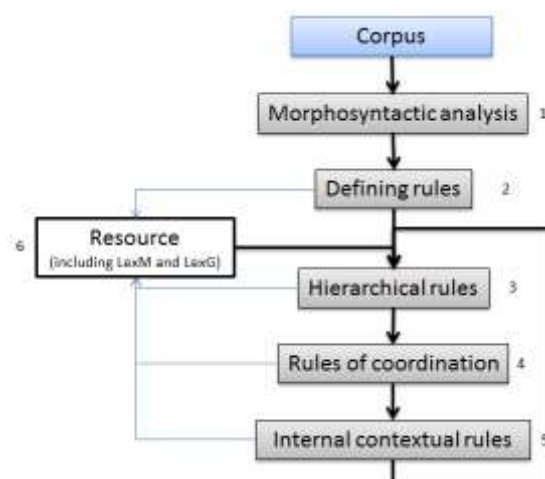 Corpus
Morphosyntactic analysis
1
Defining rules
2
Resource
(including LexM and LexG)
6
Hierarchical rules
3
Rules of coordination
4
Internal contextual rules
5